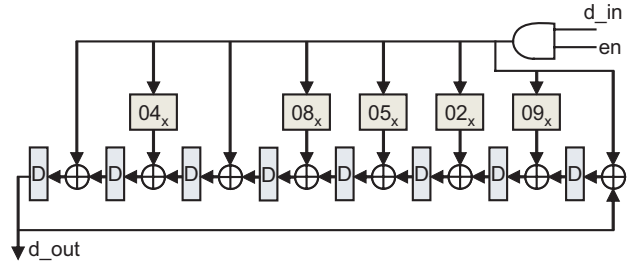 d_in
en
04x 08x 05x 02x 09x
D D D D D D D D
d_out